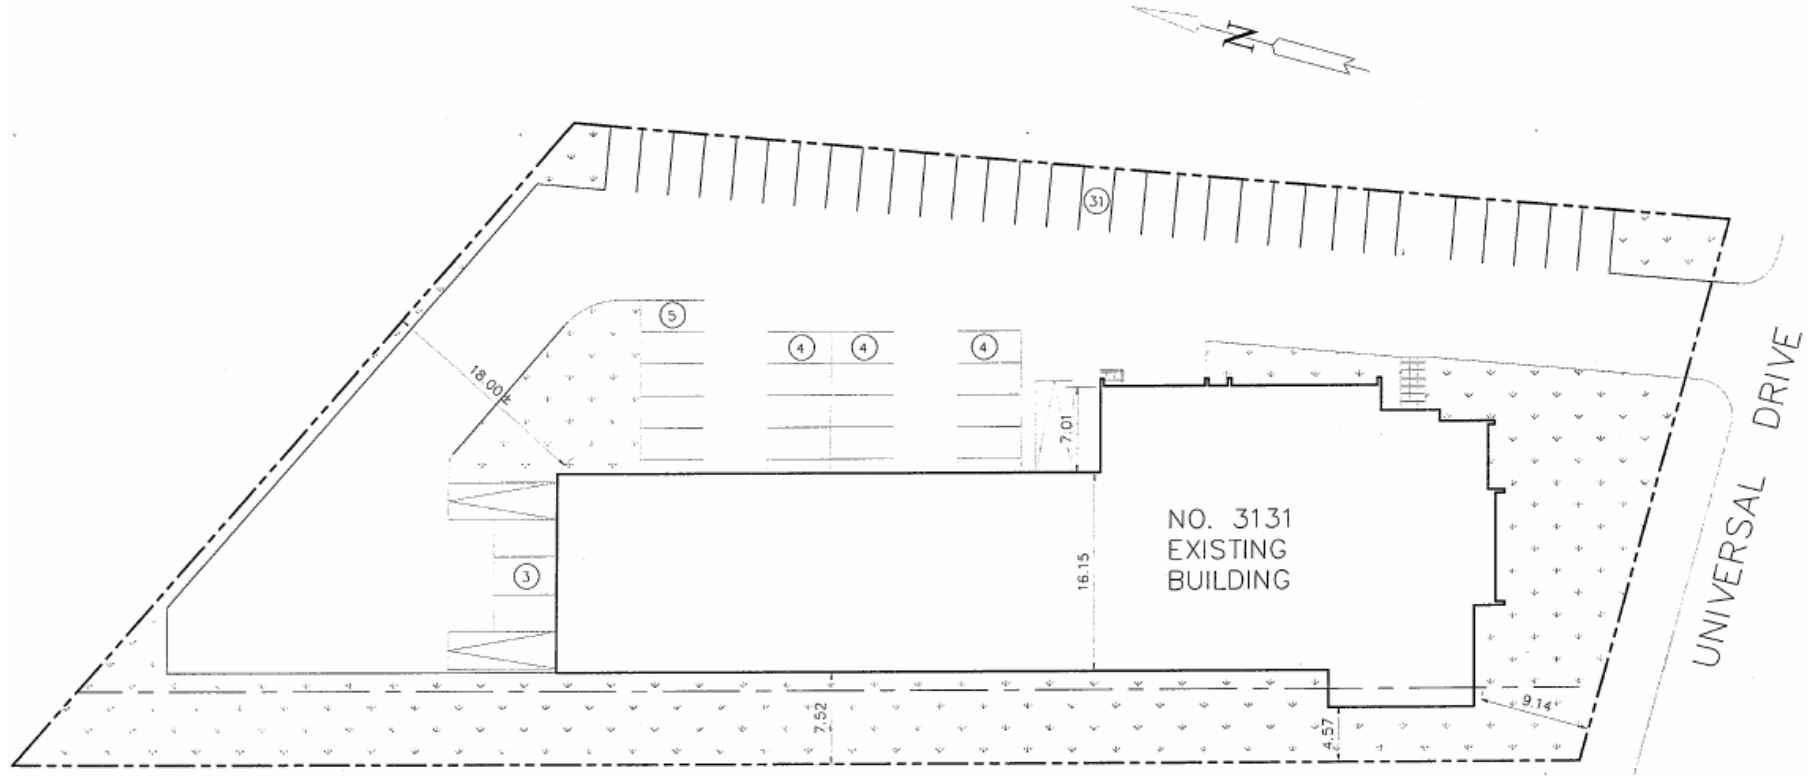 N
31
5
4
4
4
18.00±
7.01
NO. 3131
EXISTING
BUILDING
16.15
3
7.52
4.57
9.14
UNIVERSAL DRIVE